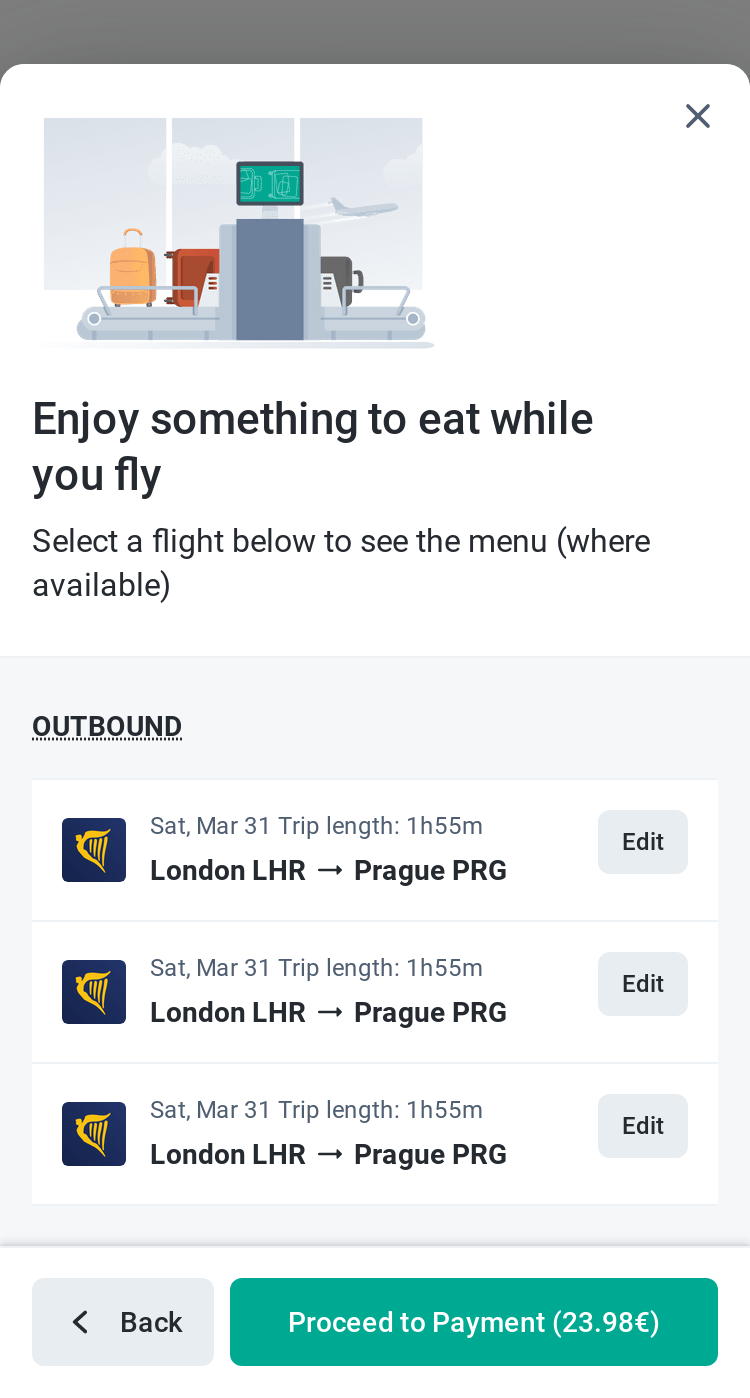 Enjoy something to eat while
you fly
Select a flight below to see the menu (where
available)
OUTBOUND
Sat, Mar 31 Trip length: 1h55m
London LHR → Prague PRG
Edit
Sat, Mar 31 Trip length: 1h55m
London LHR → Prague PRG
Edit
Sat, Mar 31 Trip length: 1h55m
London LHR → Prague PRG
Edit
Back
Proceed to Payment (23.98€)